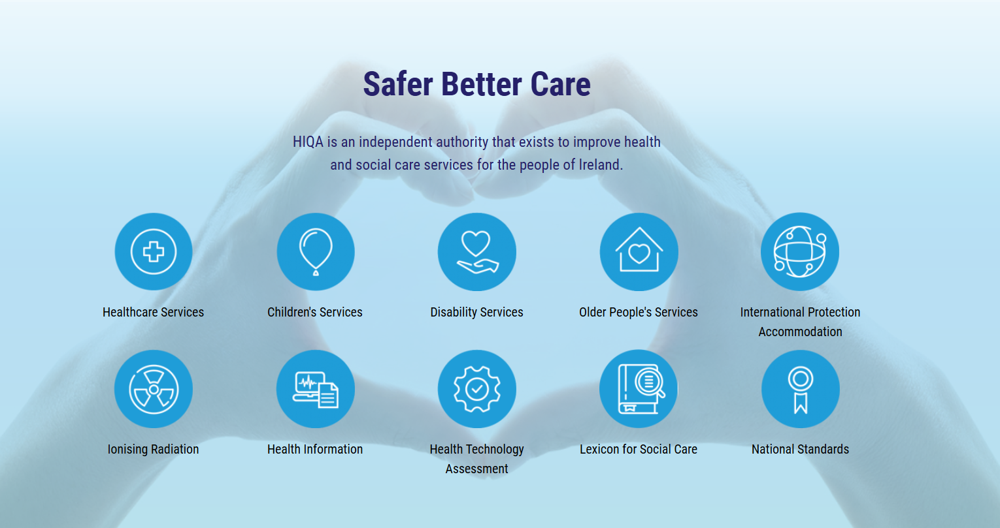 Safer Better Care
HIQA is an independent authority that exists to improve health
and social care services for the people of Ireland.
Healthcare Services
Children's Services
Disability Services
Older People's Services
International Protection
Accommodation
Ionising Radiation
Health Information
Health Technology
Assessment
Lexicon for Social Care
National Standards